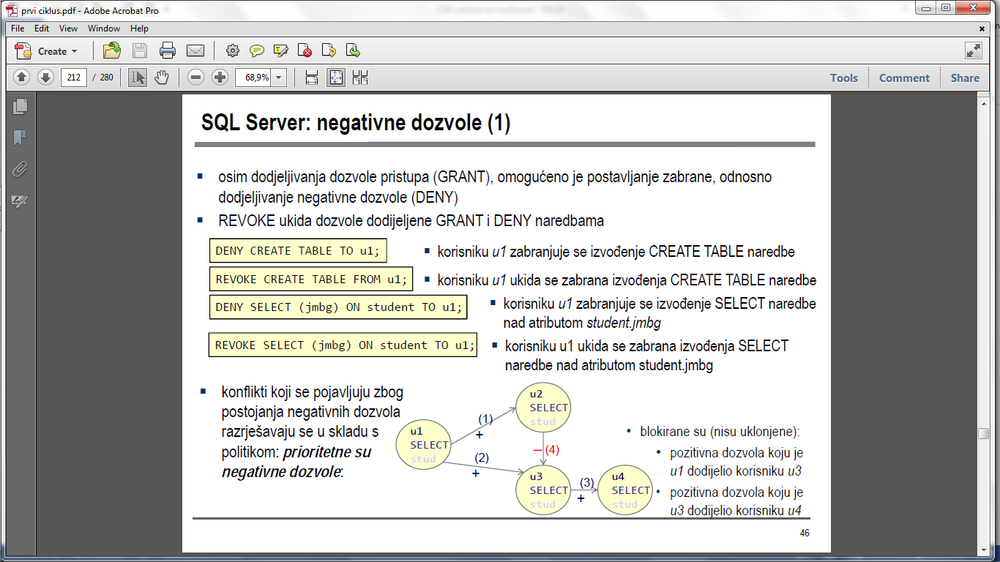 prvi ciklus.pdf - Adobe Acrobat Pro
File Edit View Window Help
Create
212 / 280
68,9%
Tools Comment Share
SQL Server: negativne dozvole (1)
osim dodjeljivanja dozvole pristupa (GRANT), omogućeno je postavljanje zabrane, odnosno
dodjeljivanje negativne dozvole (DENY)
REVOKE ukida dozvole dodijeljene GRANT i DENY naredbama
DENY CREATE TABLE TO u1;
korisniku u1 zabranjuje se izvođenje CREATE TABLE naredbe
REVOKE CREATE TABLE FROM u1;
korisniku u1 ukida se zabrana izvođenja CREATE TABLE naredbe
DENY SELECT (jmbg) ON student TO u1;
korisniku u1 zabranjuje se izvođenje SELECT naredbe
nad atributom student.jmbg
REVOKE SELECT (jmbg) ON student TO u1;
korisniku u1 ukida se zabrana izvođenja SELECT
naredbe nad atributom student.jmbg
konflikti koji se pojavljuju zbog
postojanja negativnih dozvola
razrješavaju se u skladu s
politikom: prioritetne su
negativne dozvole:
u1
SELECT
stud
(1)
+
(2)
+
u2
SELECT
stud
− (4)
u3
SELECT
stud
(3)
+
u4
SELECT
stud
blokirane su (nisu uklonjene):
pozitivna dozvola koju je
u1 dodijelio korisniku u3
pozitivna dozvola koju je
u3 dodijelio korisniku u4
46